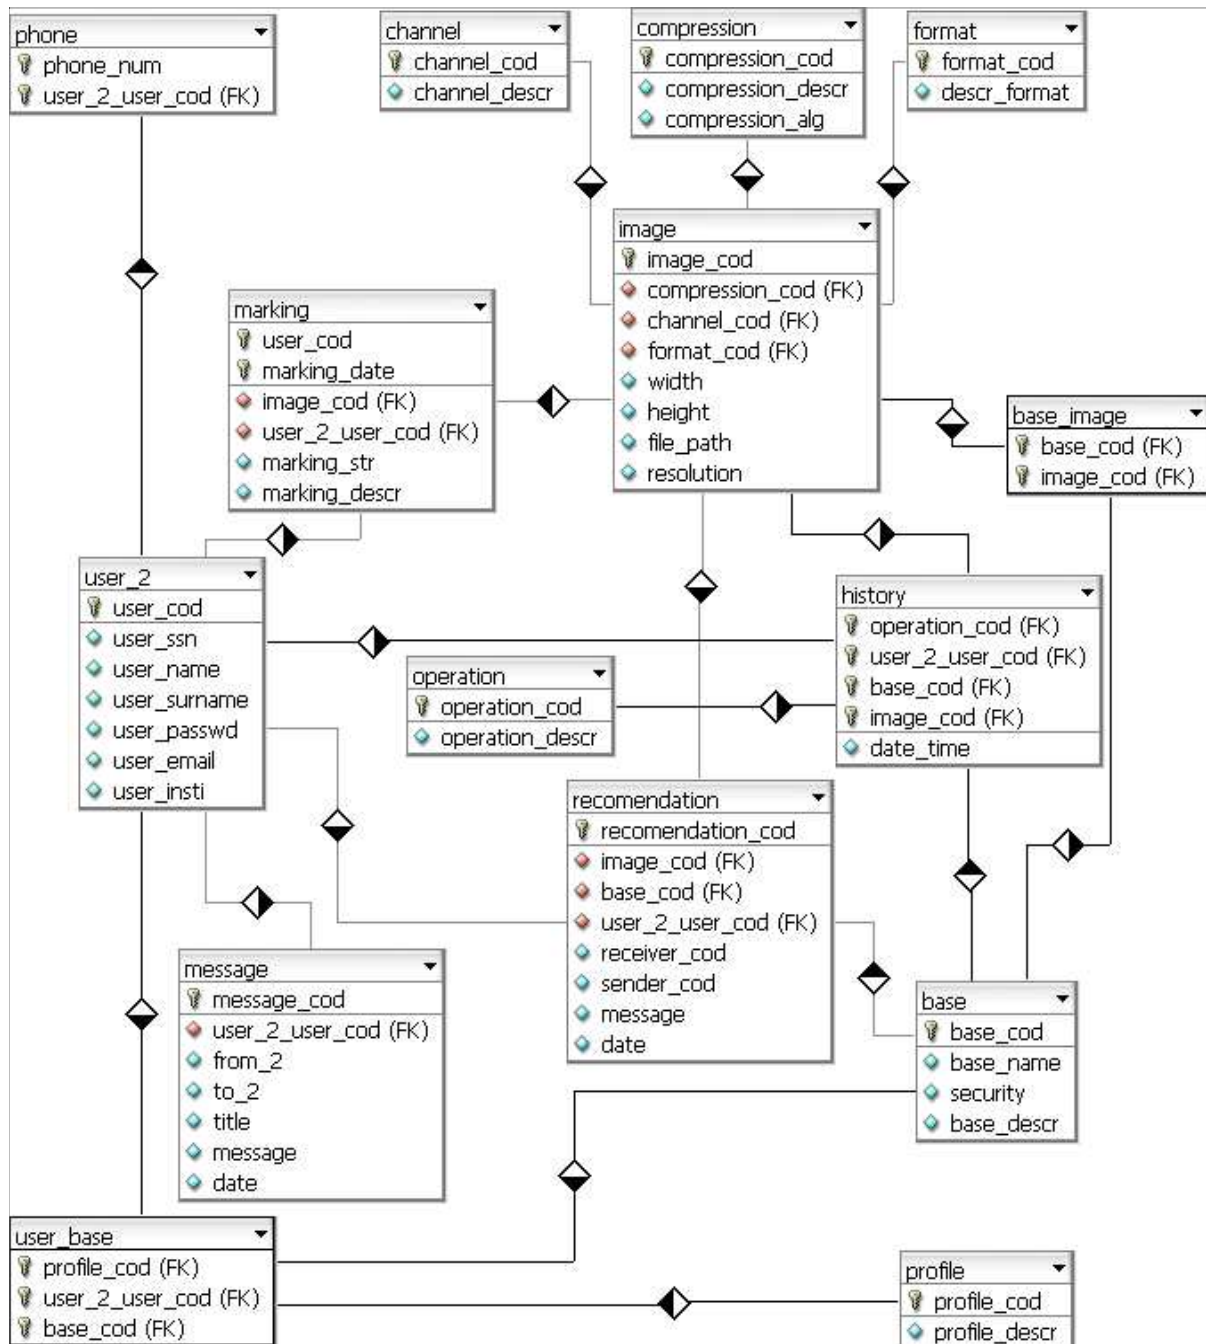 phone
phone_num
user_2_user_cod (FK)
channel
channel_cod
channel_descr
compression
compression_cod
compression_descr
compression_alg
format
format_cod
descr_format
image
image_cod
compression_cod (FK)
channel_cod (FK)
format_cod (FK)
width
height
file_path
resolution
marking
user_cod
marking_date
image_cod (FK)
user_2_user_cod (FK)
marking_str
marking_descr
base_image
base_cod (FK)
image_cod (FK)
user_2
user_cod
user_ssn
user_name
user_surname
user_passwd
user_email
user_insti
history
operation_cod (FK)
user_2_user_cod (FK)
base_cod (FK)
image_cod (FK)
date_time
operation
operation_cod
operation_descr
recomendation
recomendation_cod
image_cod (FK)
base_cod (FK)
user_2_user_cod (FK)
receiver_cod
sender_cod
message
date
message
message_cod
user_2_user_cod (FK)
from_2
to_2
title
message
date
base
base_cod
base_name
security
base_descr
user_base
profile_cod (FK)
user_2_user_cod (FK)
base_cod (FK)
profile
profile_cod
profile_descr